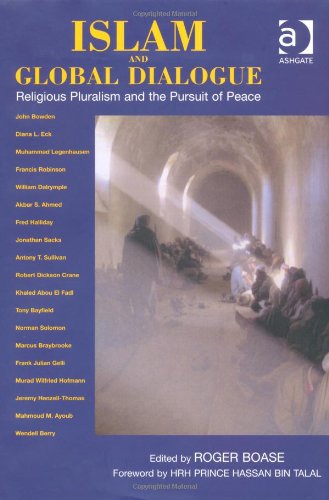 ISLAM
AND
GLOBAL DIALOGUE
Religious Pluralism and the Pursuit of Peace
a
ASHGATE
John Bowden
Diana L. Eck
Muhammad Legenhausen
Francis Robinson
William Dalrymple
Akbar S. Ahmed
Fred Halliday
Jonathan Sacks
Antony T. Sullivan
Robert Dickson Crane
Khaled Abou El Fadl
Tony Bayfield
Norman Solomon
Marcus Braybrooke
Frank Julian Gelli
Murad Wilfried Hofmann
Jeremy Henzell-Thomas
Mahmoud M. Ayoub
Wendell Berry
Edited by ROGER BOASE
Foreword by HRH PRINCE HASSAN BIN TALAL